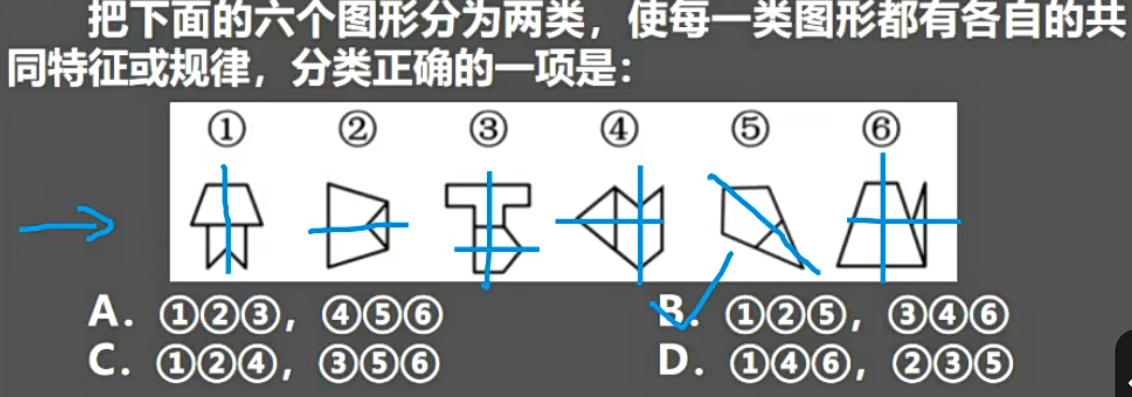 把下面的六个图形分为两类，使每一类图形都有各自的共
同特征或规律，分类正确的一项是：
① ② ③ ④ ⑤ ⑥
A. ①②③，④⑤⑥ B. ①②⑤，③④⑥
C. ①②④，③⑤⑥ D. ①④⑥，②③⑤